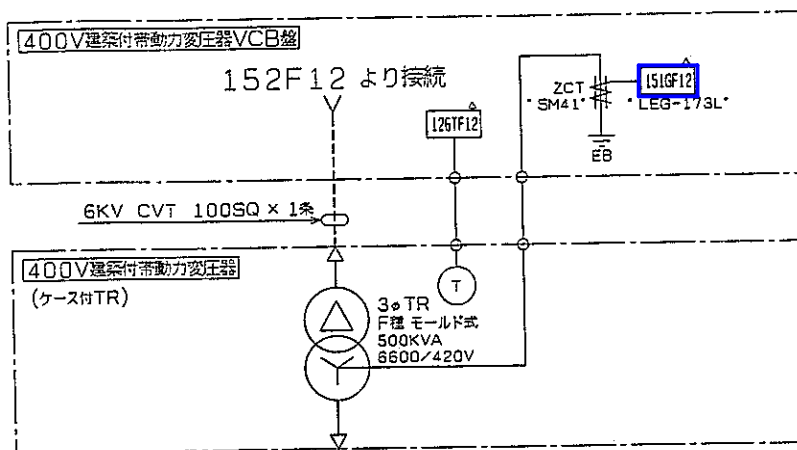 400V建築付帯動力変圧器VCB盤
152F12 より接続
126TF12
ZCT
"SM41"
151GF12
"LEG-173L"
EB
6KV CVT 100SQ × 1条
400V建築付帯動力変圧器
(ケース付TR)
T
3φTR
F種 モールド式
500KVA
6600/420V